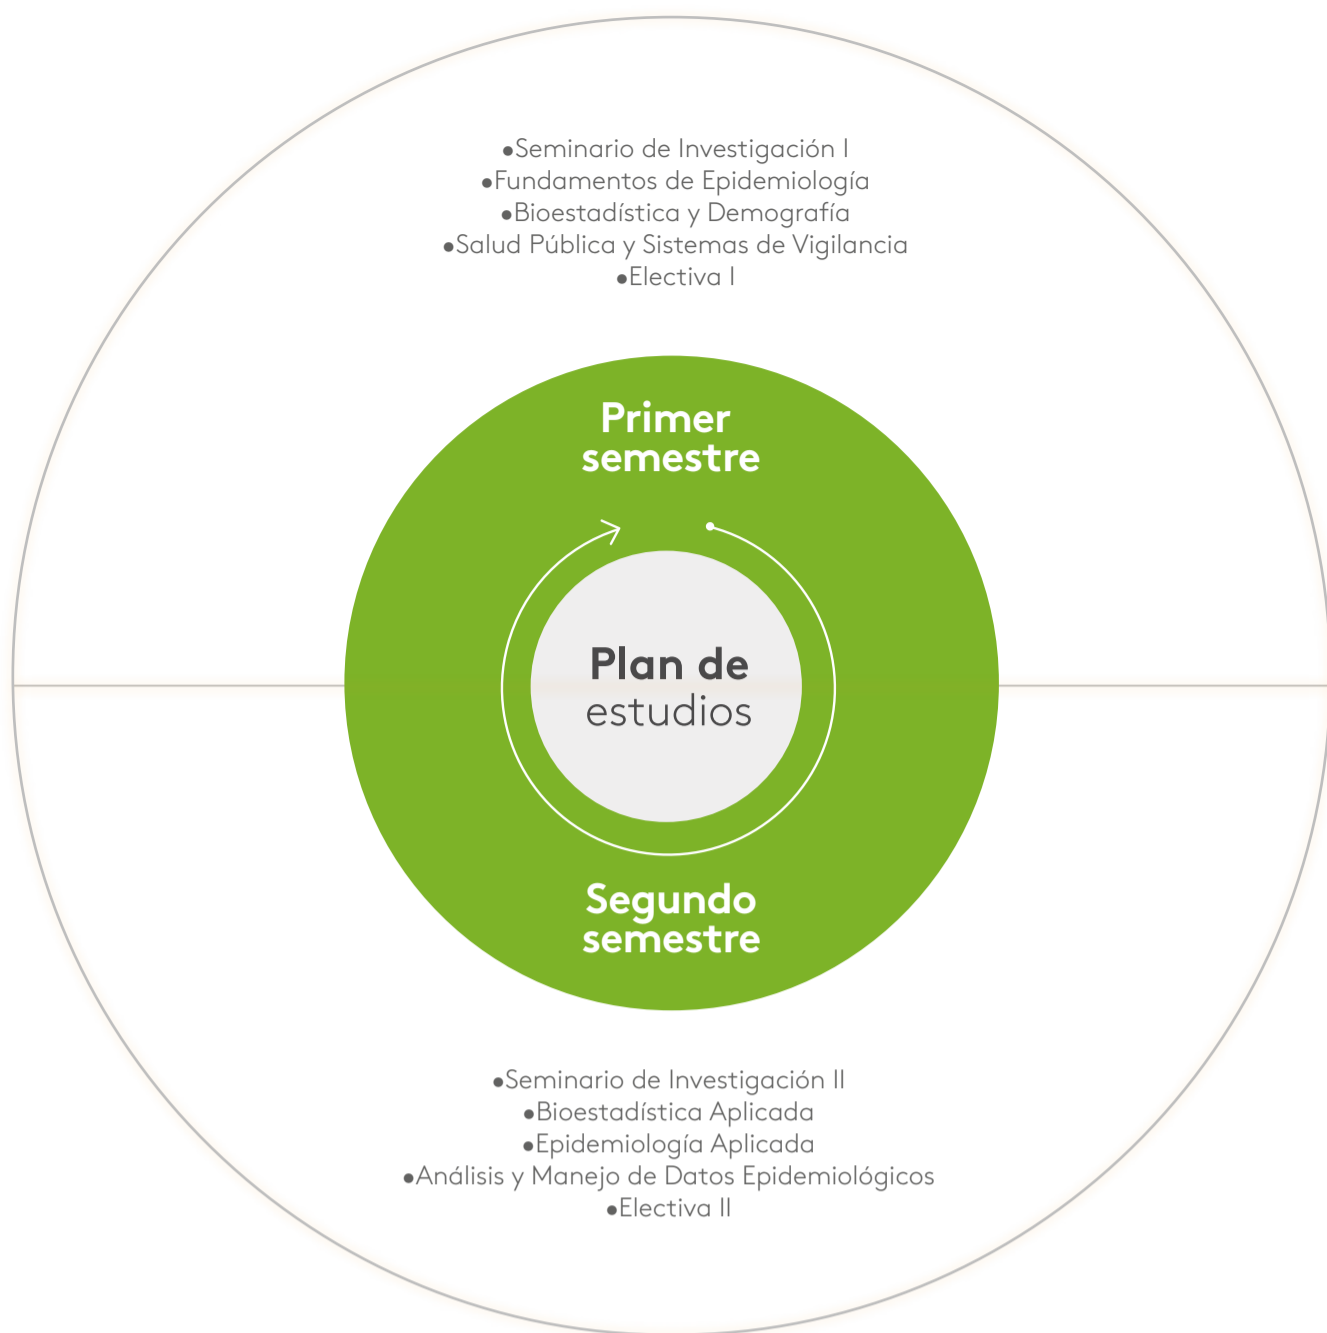 •Seminario de Investigación I
•Fundamentos de Epidemiología
•Bioestadística y Demografía
•Salud Pública y Sistemas de Vigilancia
•Electiva I
Primer
semestre
Plan de
estudios
Segundo
semestre
•Seminario de Investigación II
•Bioestadística Aplicada
•Epidemiología Aplicada
•Análisis y Manejo de Datos Epidemiológicos
•Electiva II